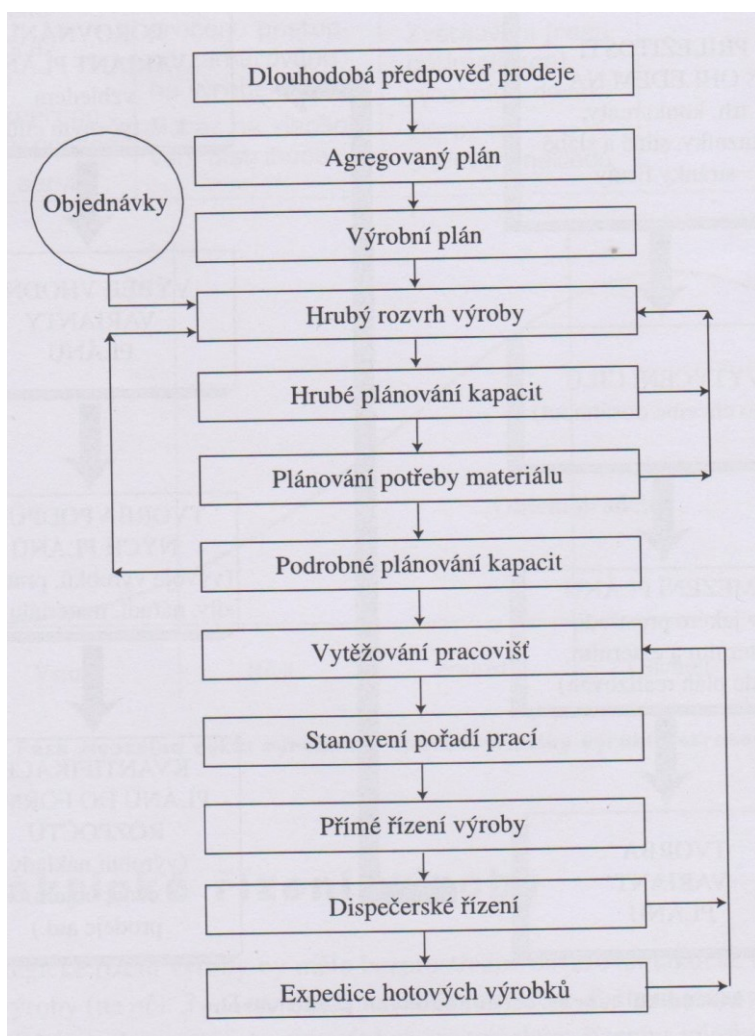 Dlouhodobá předpověď prodeje
Agregovaný plán
Objednávky
Výrobní plán
Hrubý rozvrh výroby
Hrubé plánování kapacit
Plánování potřeby materiálu
Podrobné plánování kapacit
Vytěžování pracovišť
Stanovení pořadí prací
Přímé řízení výroby
Dispečerské řízení
Expedice hotových výrobků